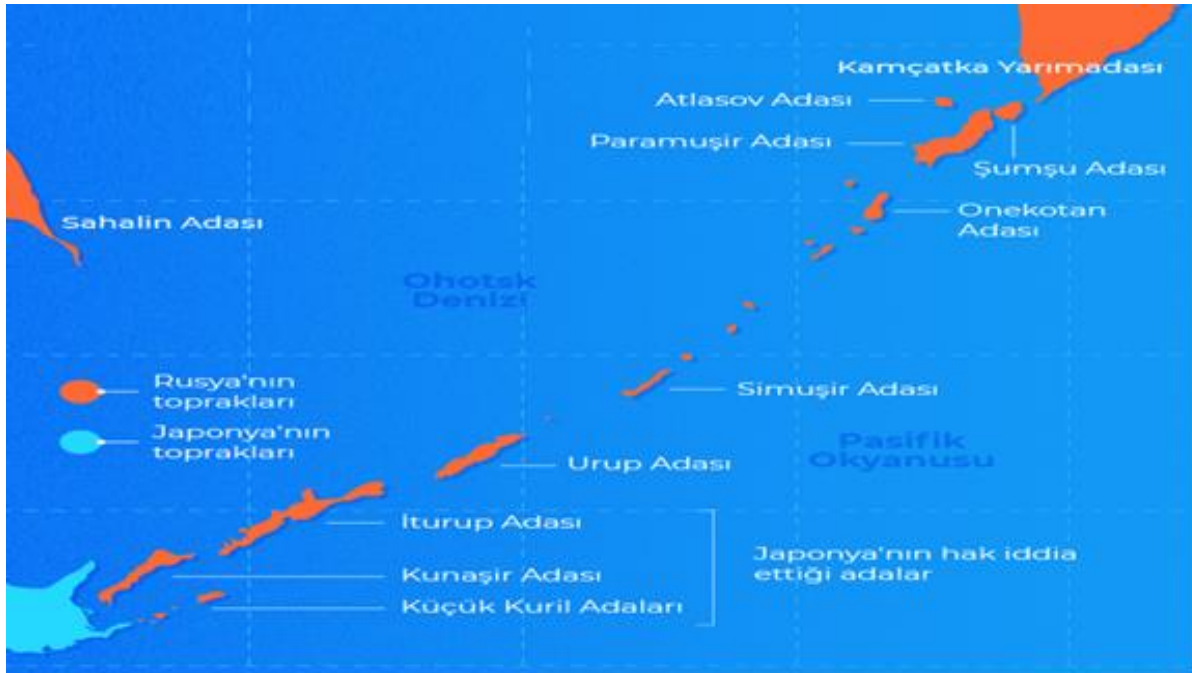 Kamçatka Yarımadası
Atlasov Adası
Paramuşir Adası
Şumşu Adası
Sahalin Adası
Onekotan
Adası
Ohotsk
Denizi
Rusya'nın
toprakları
Simuşir Adası
Japonya'nın
toprakları
Pasifik
Okyanusu
Urup Adası
İturup Adası
Japonya'nın hak iddia
ettiği adalar
Kunaşir Adası
Küçük Kuril Adaları